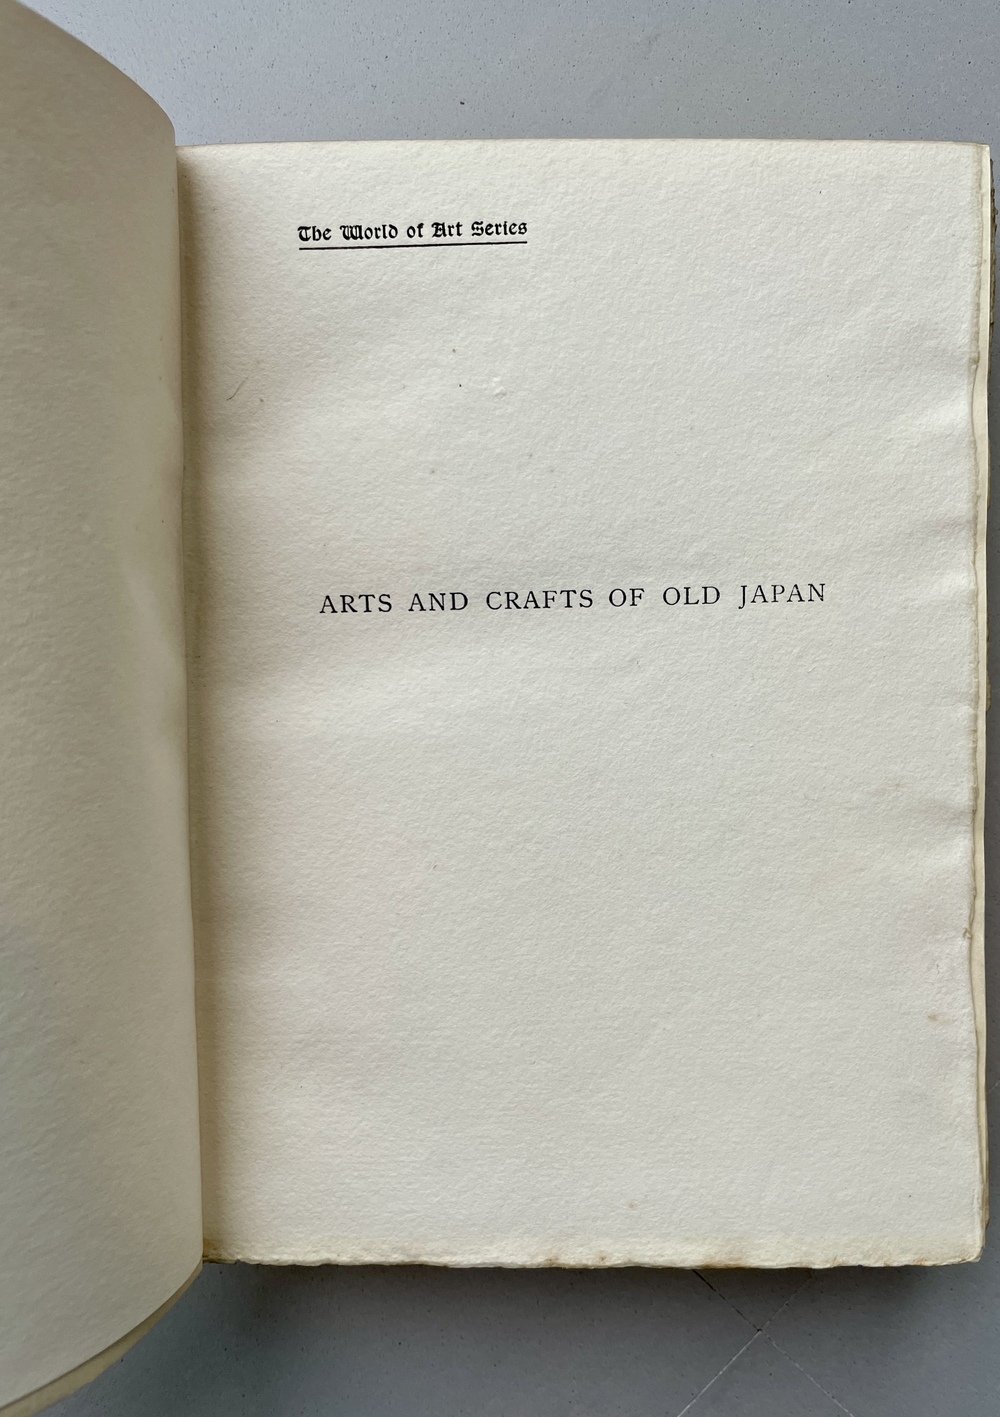 The World of Art Series
ARTS AND CRAFTS OF OLD JAPAN